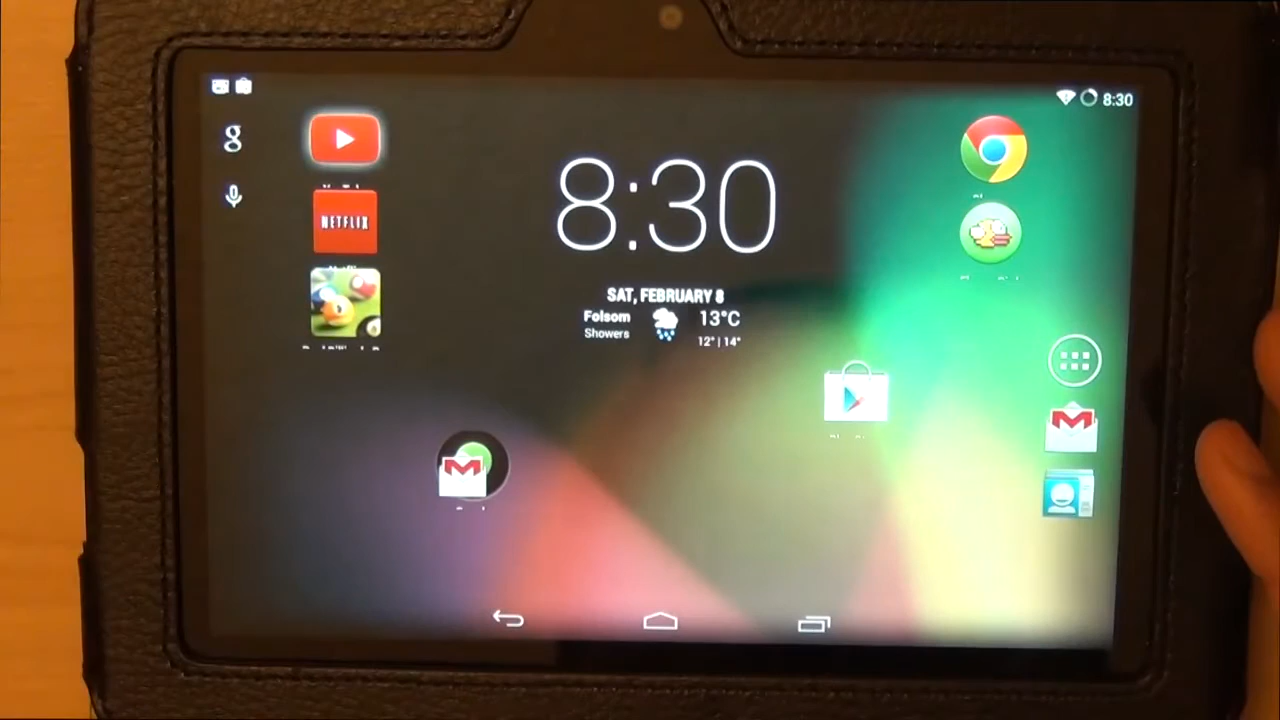 8:30
g
NETFLIX
8:30
SAT, FEBRUARY 8
Folsom
13°C
Showers
12° | 14°